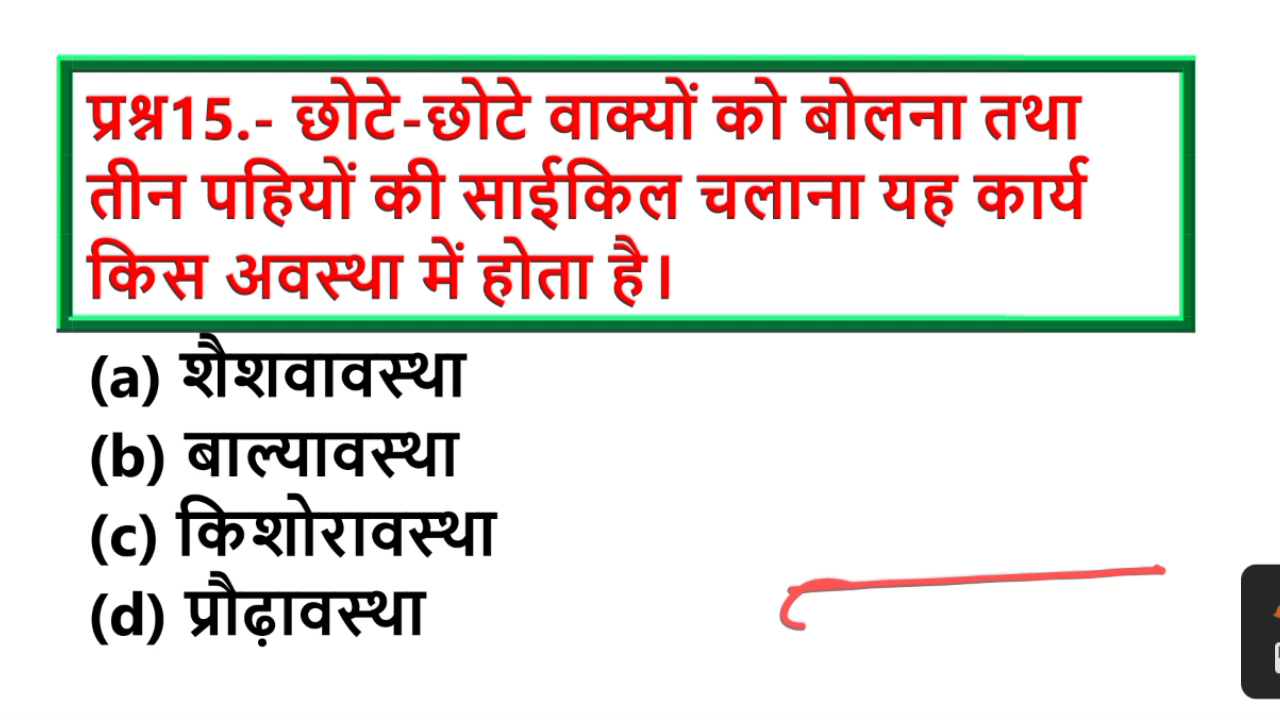 प्रश्न15.- छोटे-छोटे वाक्यों को बोलना तथा
तीन पहियों की साईकिल चलाना यह कार्य
किस अवस्था में होता है।
(a) शैशवावस्था
(b) बाल्यावस्था
(c) किशोरावस्था
(d) प्रौढ़ावस्था